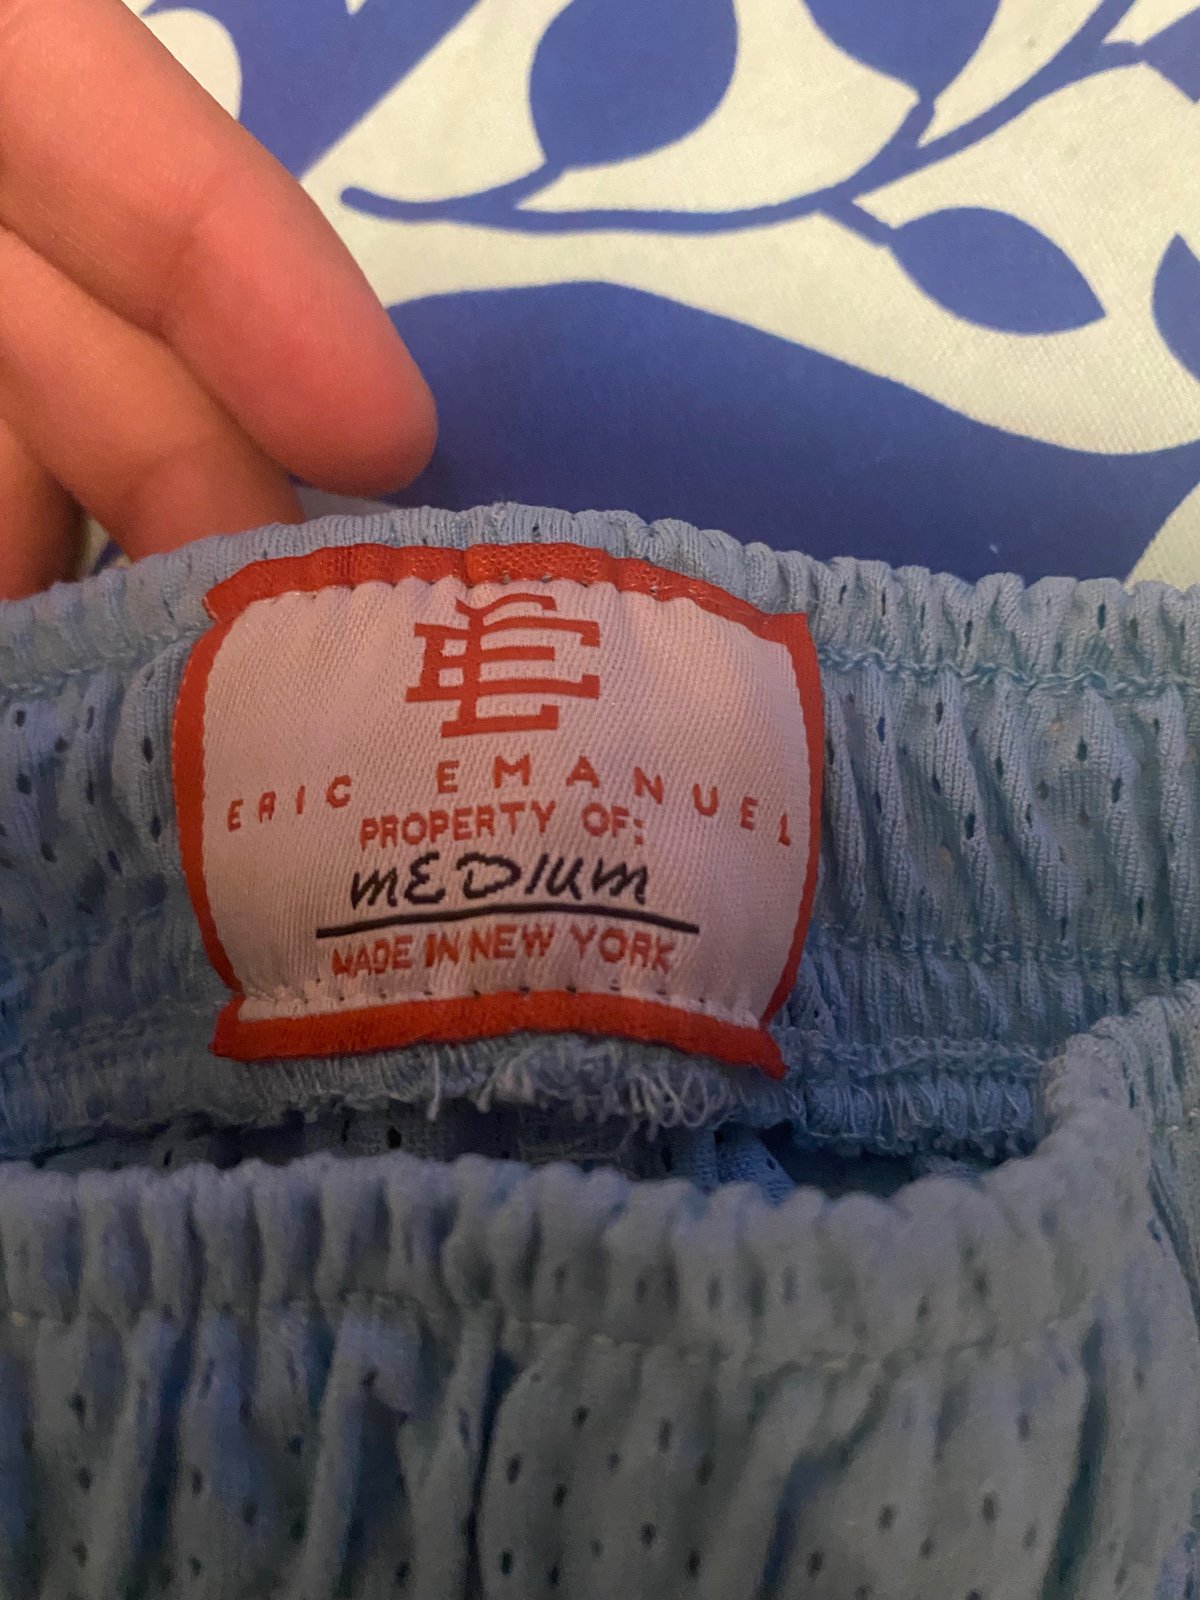 EE
ERIC EMANUEL
PROPERTY OF:
MEDIUM
MADE IN NEW YORK